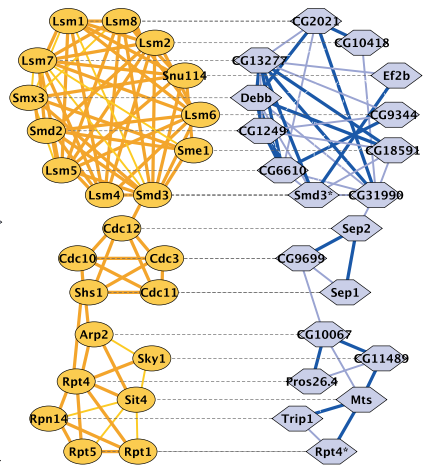 Lsm1 Lsm8 CG2021
Lsm2 CG10418
Lsm7 CG13277
Snu114 Ef2b
Smx3 Debb
Lsm6 CG9344
Smd2 CG1249
Sme1 CG18591
Lsm5 CG6610
Lsm4 Smd3 Smd3* CG31990
Cdc12 Sep2
Cdc10 Cdc3 CG9699
Shs1 Cdc11 Sep1
Arp2 CG10067
Sky1 CG11489
Rpt4 Pros26.4
Sit4 Mts
Rpn14 Trip1
Rpt5 Rpt1 Rpt4*